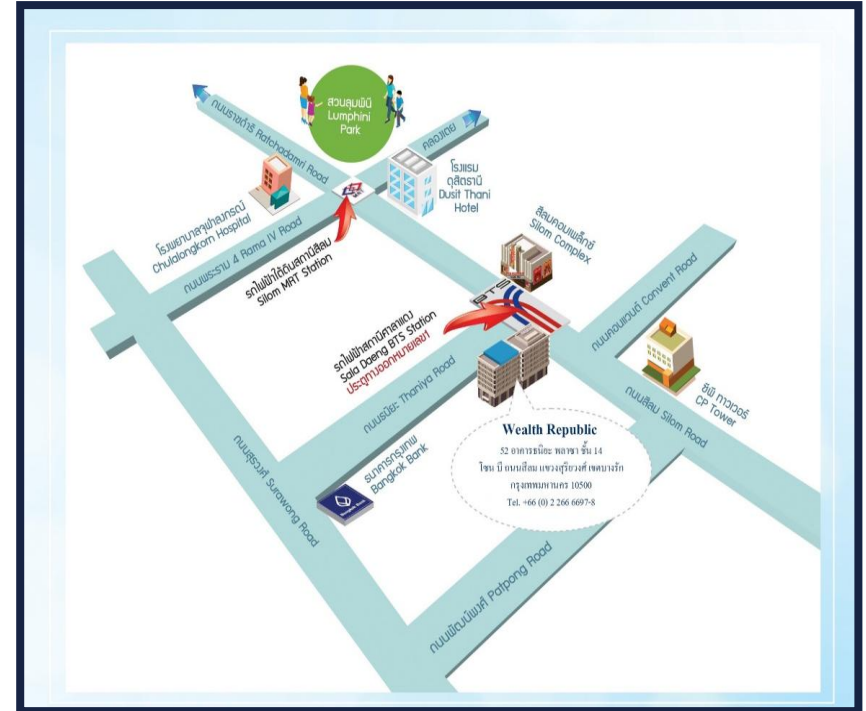 สวนลุมพินี
Lumphini
Park
ถนนราชดำริ Ratchadamri Road
คลองเตย
โรงแรม
ดุสิตธานี
Dusit Thani
Hotel
โรงพยาบาลจุฬาลงกรณ์
Chulalongkorn Hospital
ถนนพระราม 4 Rama IV Road
รถไฟฟ้าใต้ดินสถานีสีลม
Silom MRT Station
สีลมคอมเพล็กซ์
Silom Complex
BTS
รถไฟฟ้าสถานีศาลาแดง
Sala Daeng BTS Station
ประตูทางออกหมายเลข1
ถนนคอนแวนต์ Convent Road
ซีพี ทาวเวอร์
CP Tower
ถนนสีลม Silom Road
ถนนธนิยะ Thaniya Road
ธนาคารกรุงเทพ
Bangkok Bank
Bangkok Bank
ถนนสุรวงศ์ Surawong Road
Wealth Republic
52 อาคารธนิยะ พลาซา ชั้น 14
โซน บี ถนนสีลม แขวงสุริยวงศ์ เขตบางรัก
กรุงเทพมหานคร 10500
Tel. +66 (0) 2 266 6697-8
ถนนพัฒน์พงศ์ Patpong Road